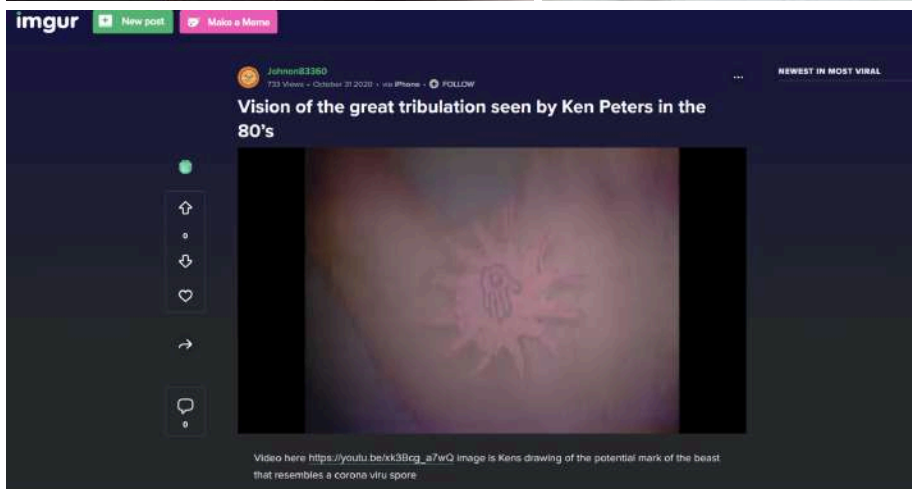 imgur
New post
Make a Meme
Johnon83360
733 Views • October 31 2020 • via iPhone • FOLLOW
...
NEWEST IN MOST VIRAL
Vision of the great tribulation seen by Ken Peters in the
80's
0
0
Video here https://youtu.be/xk3Bcg_a7wQ image is Kens drawing of the potential mark of the beast
that resembles a corona viru spore